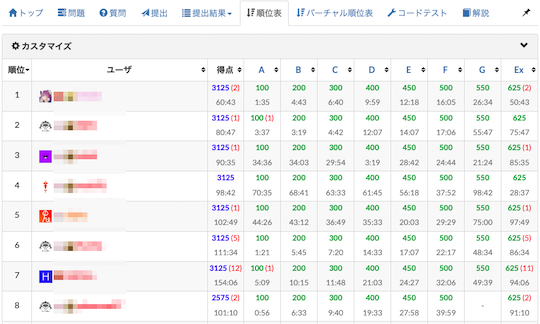 トップ 問題 質問 提出 提出結果 順位表 バーチャル順位表 コードテスト 解説
カスタマイズ
順位 ユーザ 得点 A B C D E F G Ex
1 3125 (2) 100 200 300 400 450 500 550 625 (2)
60:43 1:35 4:43 6:40 9:59 12:18 16:05 26:34 50:43
2 3125 (1) 100 (1) 200 300 400 450 500 550 625
80:47 3:37 3:19 4:42 12:07 14:07 17:06 55:47 75:47
3 3125 (1) 100 200 300 400 450 500 550 625 (1)
90:35 34:36 34:03 29:54 3:19 28:42 24:44 21:24 85:35
4 3125 100 200 300 400 450 500 550 625
98:42 70:35 68:41 63:33 61:45 56:18 37:52 98:42 28:37
5 3125 (1) 100 200 300 400 450 500 550 625 (1)
102:49 44:26 43:12 36:49 35:33 20:03 29:29 75:00 97:49
6 3125 (5) 100 200 300 400 450 500 550 625 (5)
111:34 1:21 5:45 7:20 14:33 17:07 22:17 48:34 86:34
7 3125 (12) 100 (1) 200 300 400 450 500 550 625 (11)
154:06 5:09 10:15 11:48 21:03 24:27 32:06 49:39 94:06
8 2575 (2) 100 200 300 400 450 500 - 625 (2)
101:10 0:56 6:33 9:40 19:33 27:58 39:59 91:10